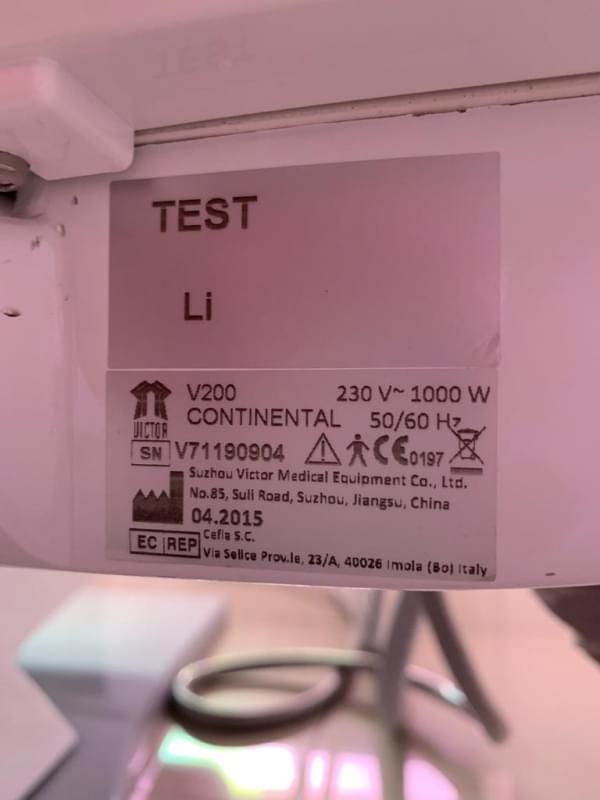 TEST
Li
VICTOR
V200 230 V~ 1000 W
CONTINENTAL 50/60 Hz
SN V71190904 CE0197
Suzhou Victor Medical Equipment Co., Ltd.
No.85, Suli Road, Suzhou, Jiangsu, China
04.2015
EC REP Cefla S.C.
Via Selice Prov.le, 23/A, 40026 Imola (Bo) Italy